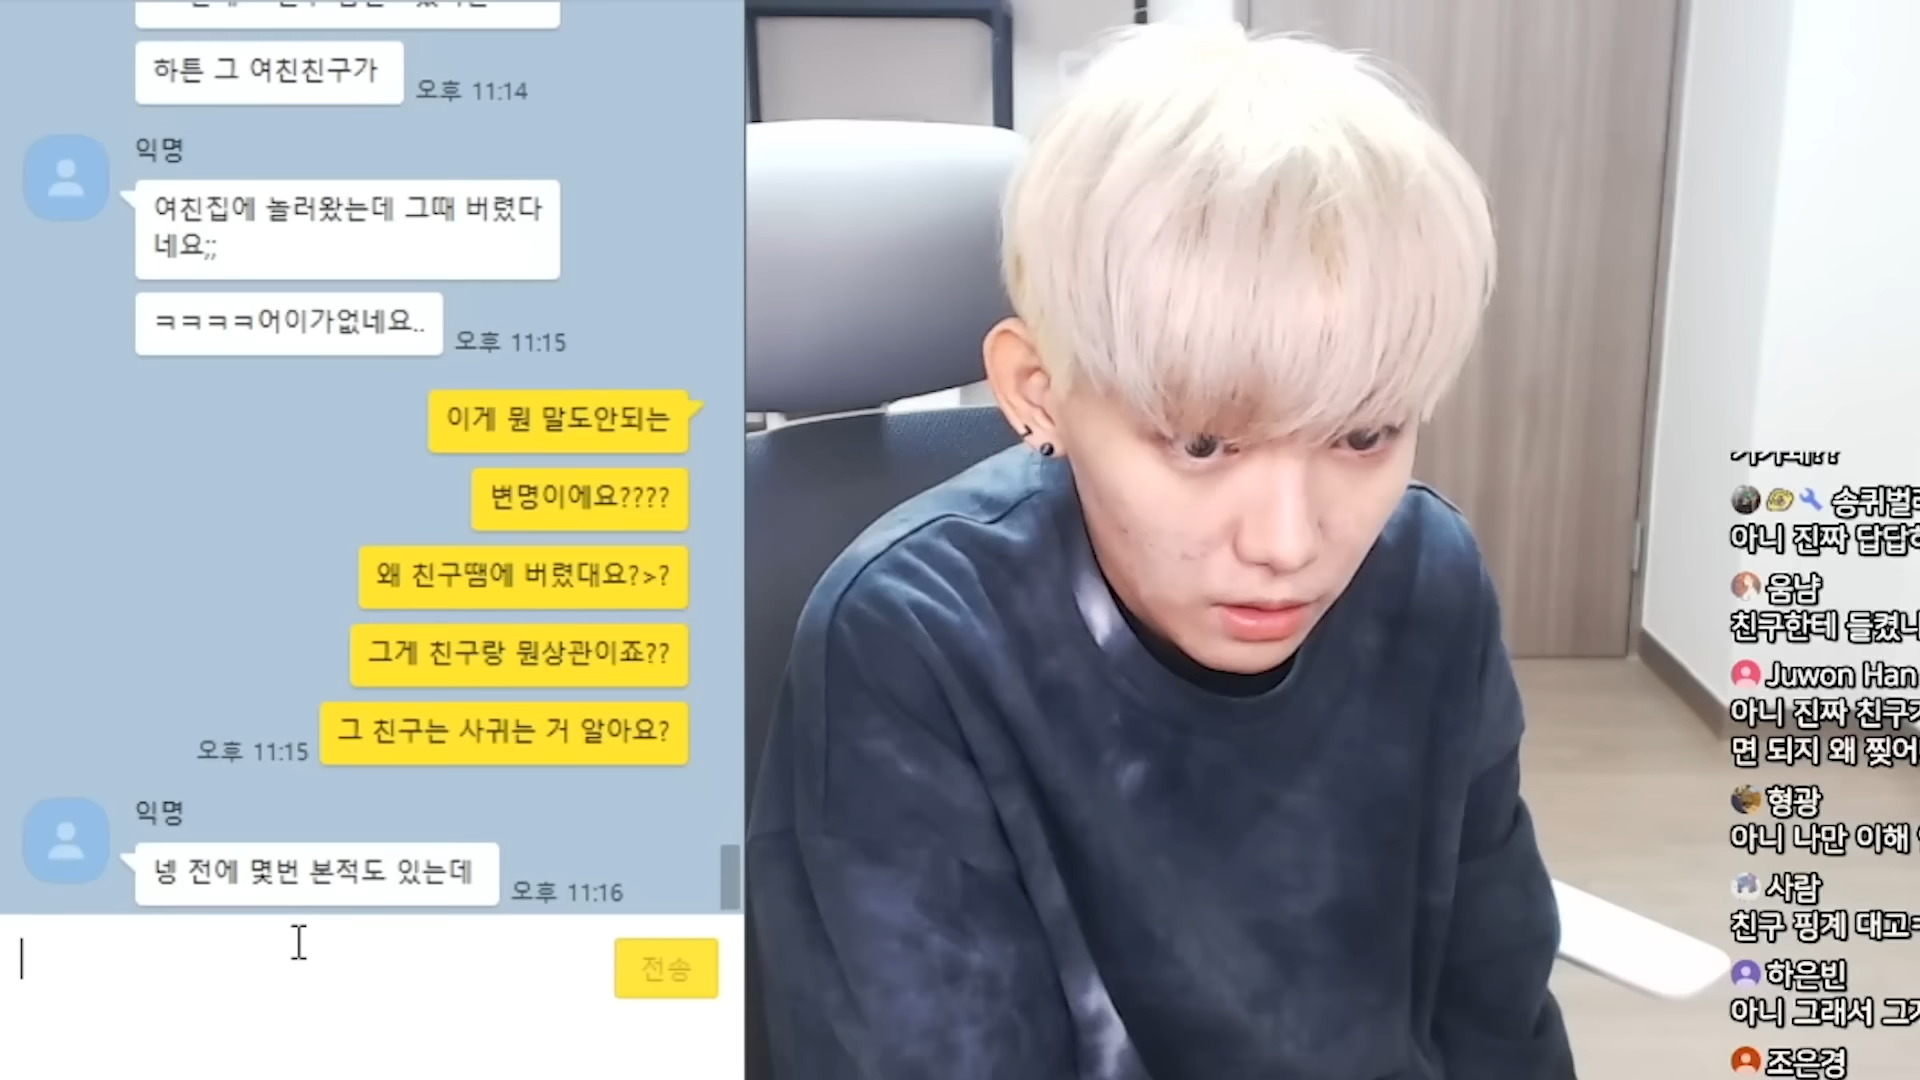 하튼 그 여친친구가
오후 11:14
익명
여친집에 놀러왔는데 그때 버렸다
네요;;
ㅋㅋㅋㅋ어이가없네요..
오후 11:15
이게 뭔 말도안되는
변명이에요????
왜 친구땜에 버렸대요?>?
그게 친구랑 뭔상관이죠??
그 친구는 사귀는 거 알아요?
오후 11:15
익명
넹 전에 몇번 본적도 있는데
오후 11:16
전송
송퀴벌
아니 진짜 답답
움냠
친구한테 들켰
Juwon Han
아니 진짜 친구
면 되지 왜 찢어
형광
아니 나만 이해
사람
친구 핑계 대고
하은빈
아니 그래서 그
조은경